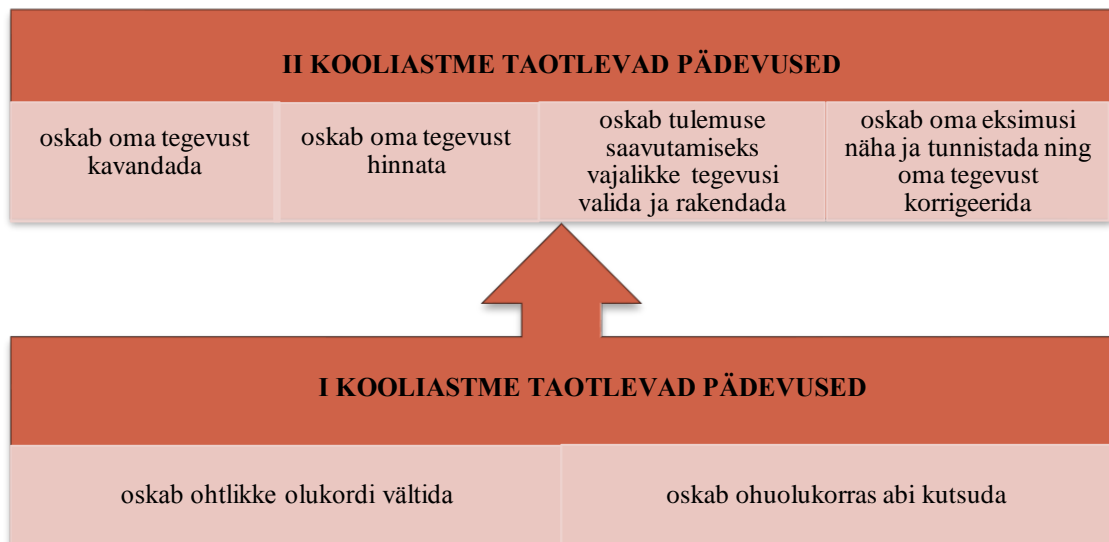 II KOOLIASTME TAOTLEVAD PÄDEVUSED
oskab oma tegevust
kavandada
oskab oma tegevust
hinnata
oskab tulemuse
saavutamiseks
vajalikke tegevusi
valida ja rakendada
oskab oma eksimusi
näha ja tunnistada ning
oma tegevust
korrigeerida
I KOOLIASTME TAOTLEVAD PÄDEVUSED
oskab ohtlikke olukordi vältida
oskab ohuolukorras abi kutsuda